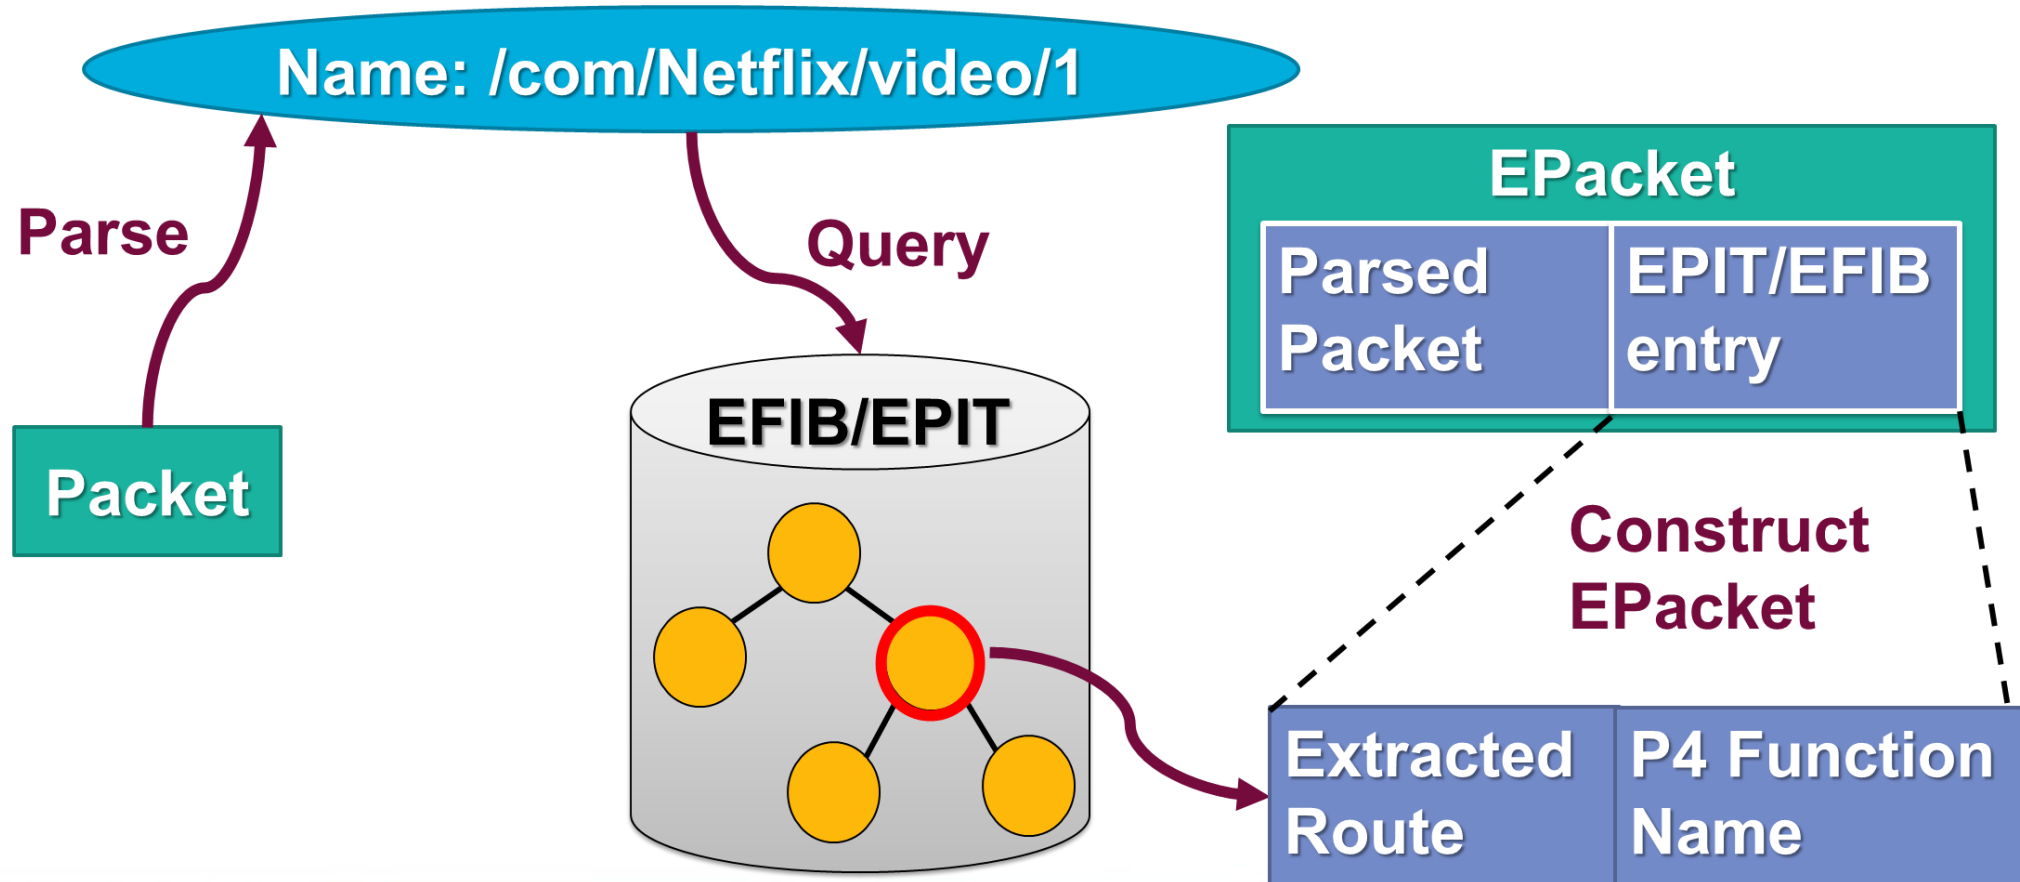 Name: /com/Netflix/video/1
Parse
Query
Packet
EFIB/EPIT
EPacket
Parsed
Packet
EPIT/EFIB
entry
Construct
EPacket
Extracted
Route
P4 Function
Name